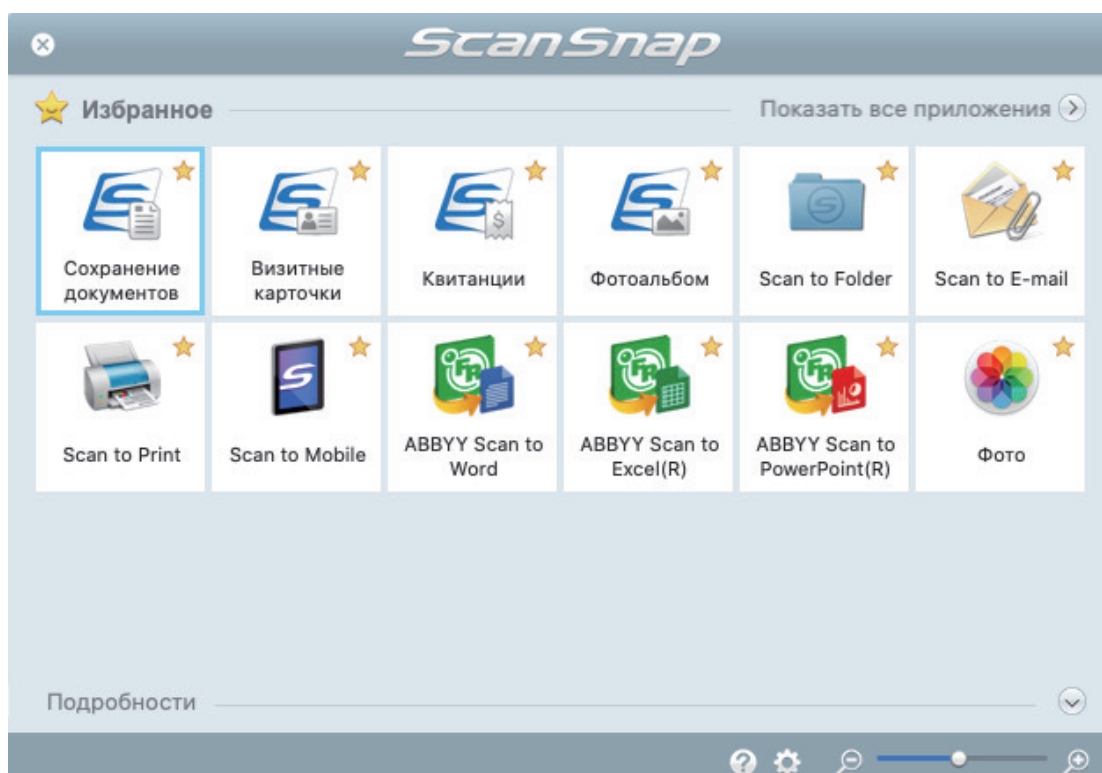 ScanSnap
Избранное
Показать все приложения
Сохранение
документов
Визитные
карточки
Квитанции
Фотоальбом
Scan to Folder
Scan to E-mail
Scan to Print
Scan to Mobile
ABBYY Scan to
Word
ABBYY Scan to
Excel(R)
ABBYY Scan to
PowerPoint(R)
Фото
Подробности